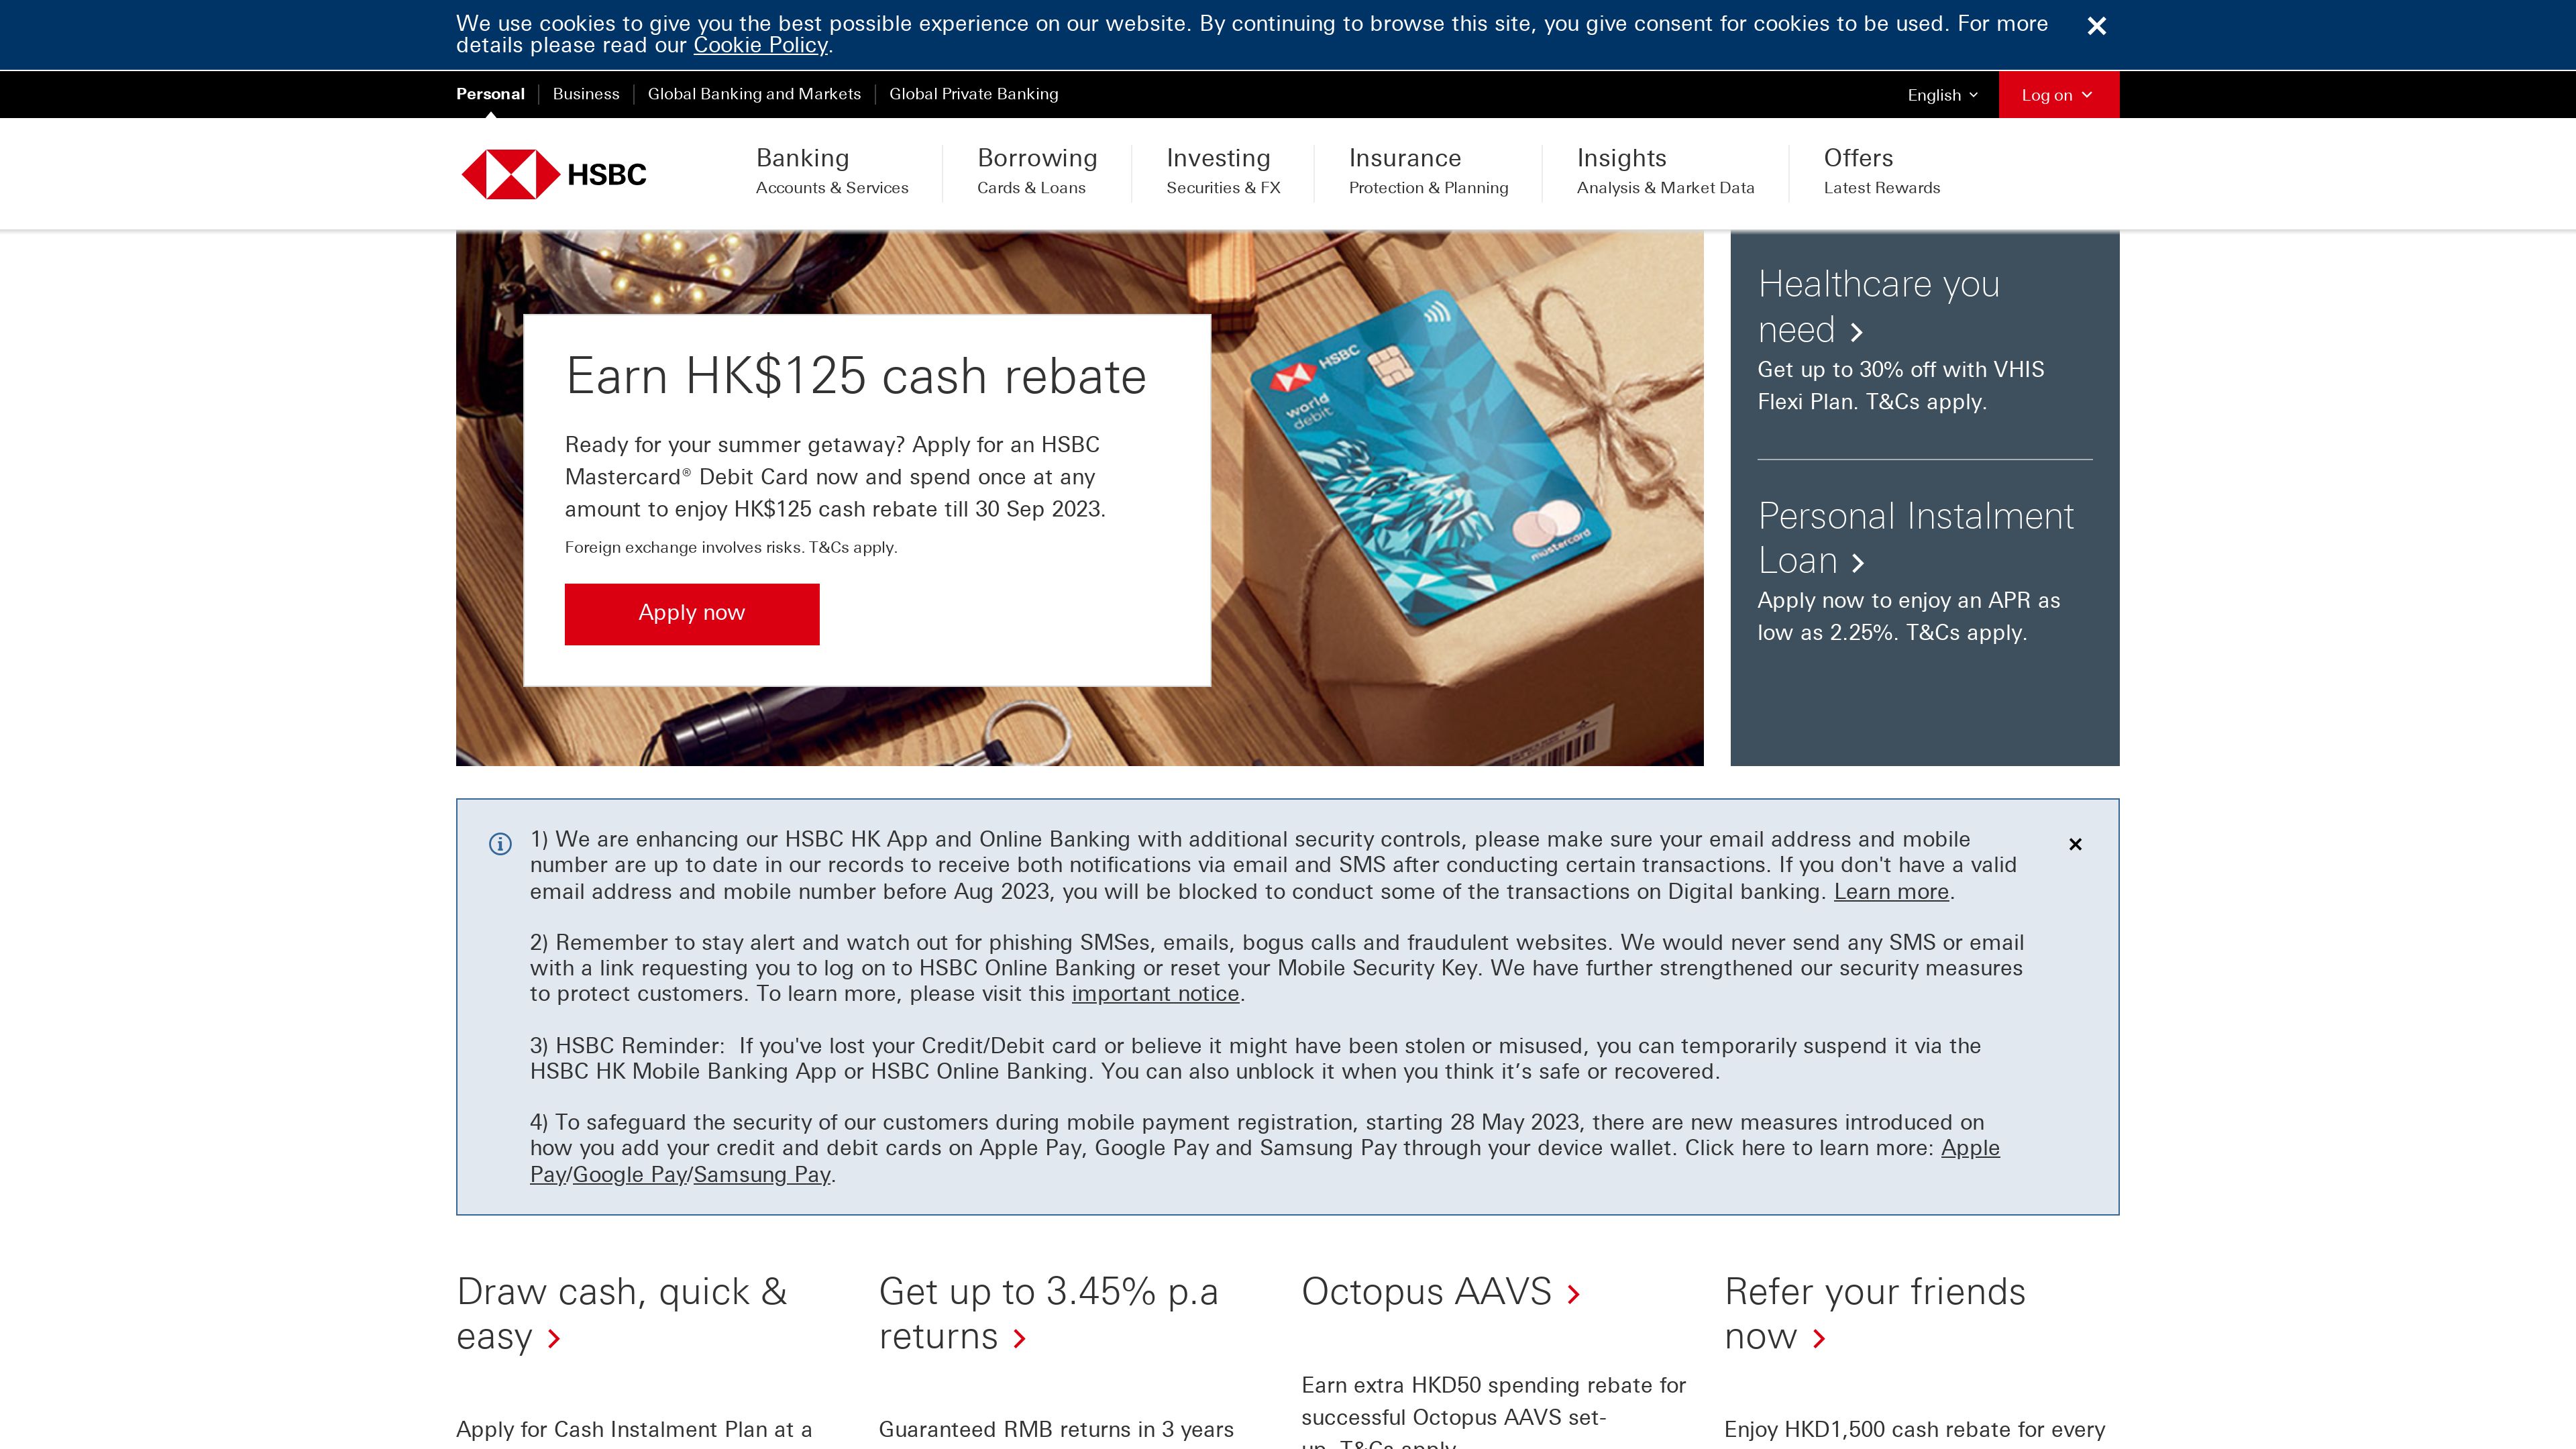 We use cookies to give you the best possible experience on our website. By continuing to browse this site, you give consent for cookies to be used. For more
details please read our Cookie Policy.
Personal
Business
Global Banking and Markets
Global Private Banking
English
Log on
HSBC
Banking
Accounts & Services
Borrowing
Cards & Loans
Investing
Securities & FX
Insurance
Protection & Planning
Insights
Analysis & Market Data
Offers
Latest Rewards
Earn HK$125 cash rebate
Ready for your summer getaway? Apply for an HSBC
Mastercard® Debit Card now and spend once at any
amount to enjoy HK$125 cash rebate till 30 Sep 2023.
Foreign exchange involves risks. T&Cs apply.
Apply now
HSBC
world
debit
mastercard
Healthcare you
need
Get up to 30% off with VHIS
Flexi Plan. T&Cs apply.
Personal Instalment
Loan
Apply now to enjoy an APR as
low as 2.25%. T&Cs apply.
1) We are enhancing our HSBC HK App and Online Banking with additional security controls, please make sure your email address and mobile
number are up to date in our records to receive both notifications via email and SMS after conducting certain transactions. If you don't have a valid
email address and mobile number before Aug 2023, you will be blocked to conduct some of the transactions on Digital banking. Learn more.
2) Remember to stay alert and watch out for phishing SMSes, emails, bogus calls and fraudulent websites. We would never send any SMS or email
with a link requesting you to log on to HSBC Online Banking or reset your Mobile Security Key. We have further strengthened our security measures
to protect customers. To learn more, please visit this important notice.
3) HSBC Reminder:  If you've lost your Credit/Debit card or believe it might have been stolen or misused, you can temporarily suspend it via the
HSBC HK Mobile Banking App or HSBC Online Banking. You can also unblock it when you think it’s safe or recovered.
4) To safeguard the security of our customers during mobile payment registration, starting 28 May 2023, there are new measures introduced on
how you add your credit and debit cards on Apple Pay, Google Pay and Samsung Pay through your device wallet. Click here to learn more: Apple
Pay/Google Pay/Samsung Pay.
Draw cash, quick &
easy
Apply for Cash Instalment Plan at a
Get up to 3.45% p.a
returns
Guaranteed RMB returns in 3 years
Octopus AAVS
Earn extra HKD50 spending rebate for
successful Octopus AAVS set-
up. T&Cs apply
Refer your friends
now
Enjoy HKD1,500 cash rebate for every